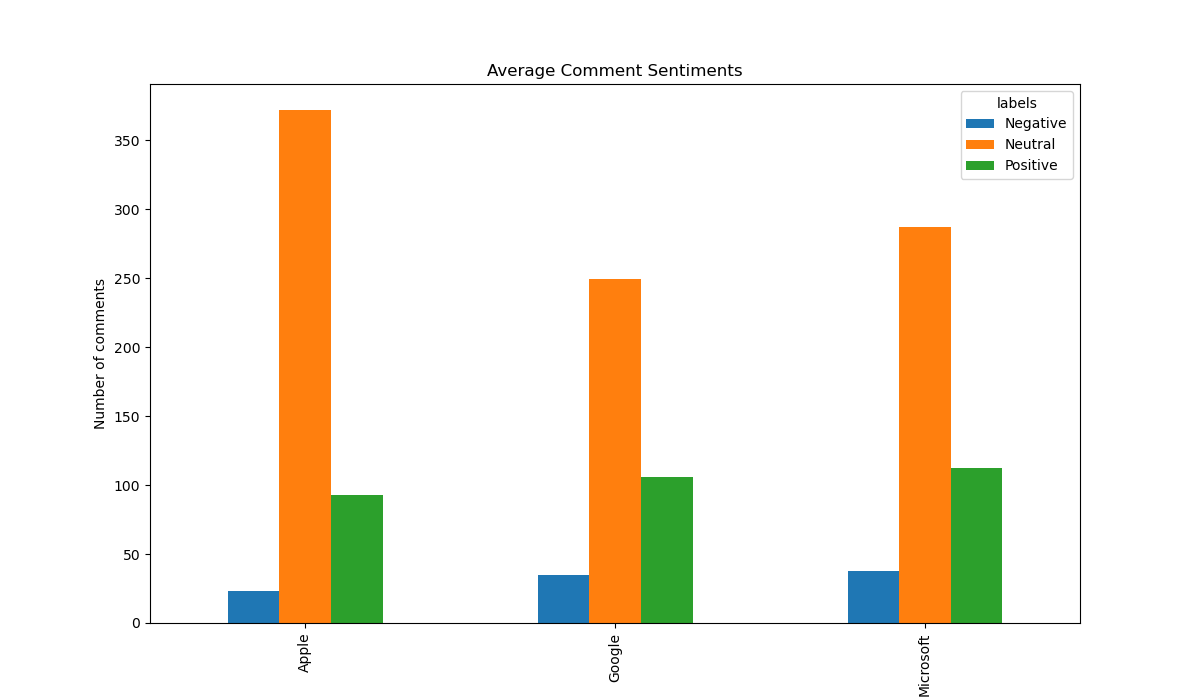 Average Comment Sentiments
labels
Negative
Neutral
Positive
Number of comments
350
300
250
200
150
100
50
0
Apple
Google
Microsoft